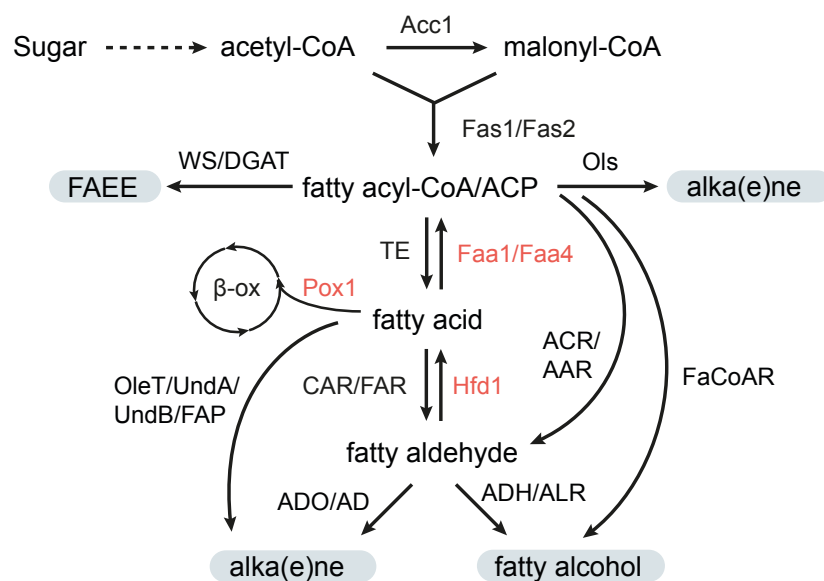 Acc1
Sugar
acetyl-CoA
malonyl-CoA
Fas1/Fas2
WS/DGAT
Ols
FAEE
fatty acyl-CoA/ACP
alka(e)ne
TE
Faa1/Faa4
β-ox
Pox1
fatty acid
ACR/
AAR
FaCoAR
OleT/UndA/
UndB/FAP
CAR/FAR
Hfd1
fatty aldehyde
ADO/AD
ADH/ALR
alka(e)ne
fatty alcohol